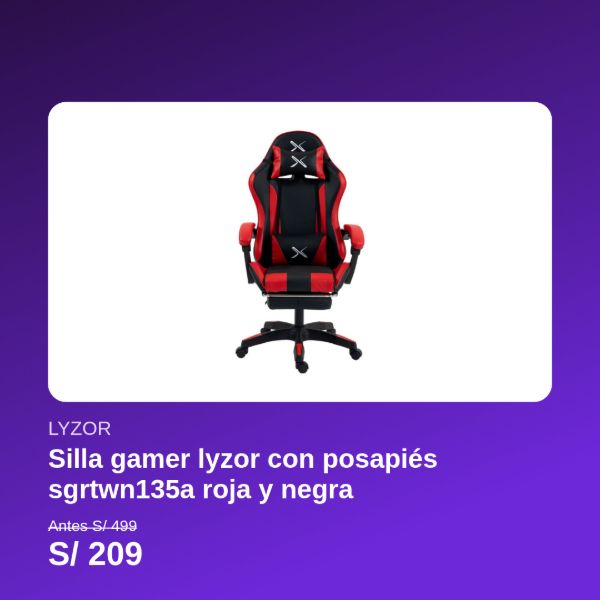 LYZOR
Silla gamer lyzor con posapiés
sgrtwn135a roja y negra
Antes S/ 499
S/ 209